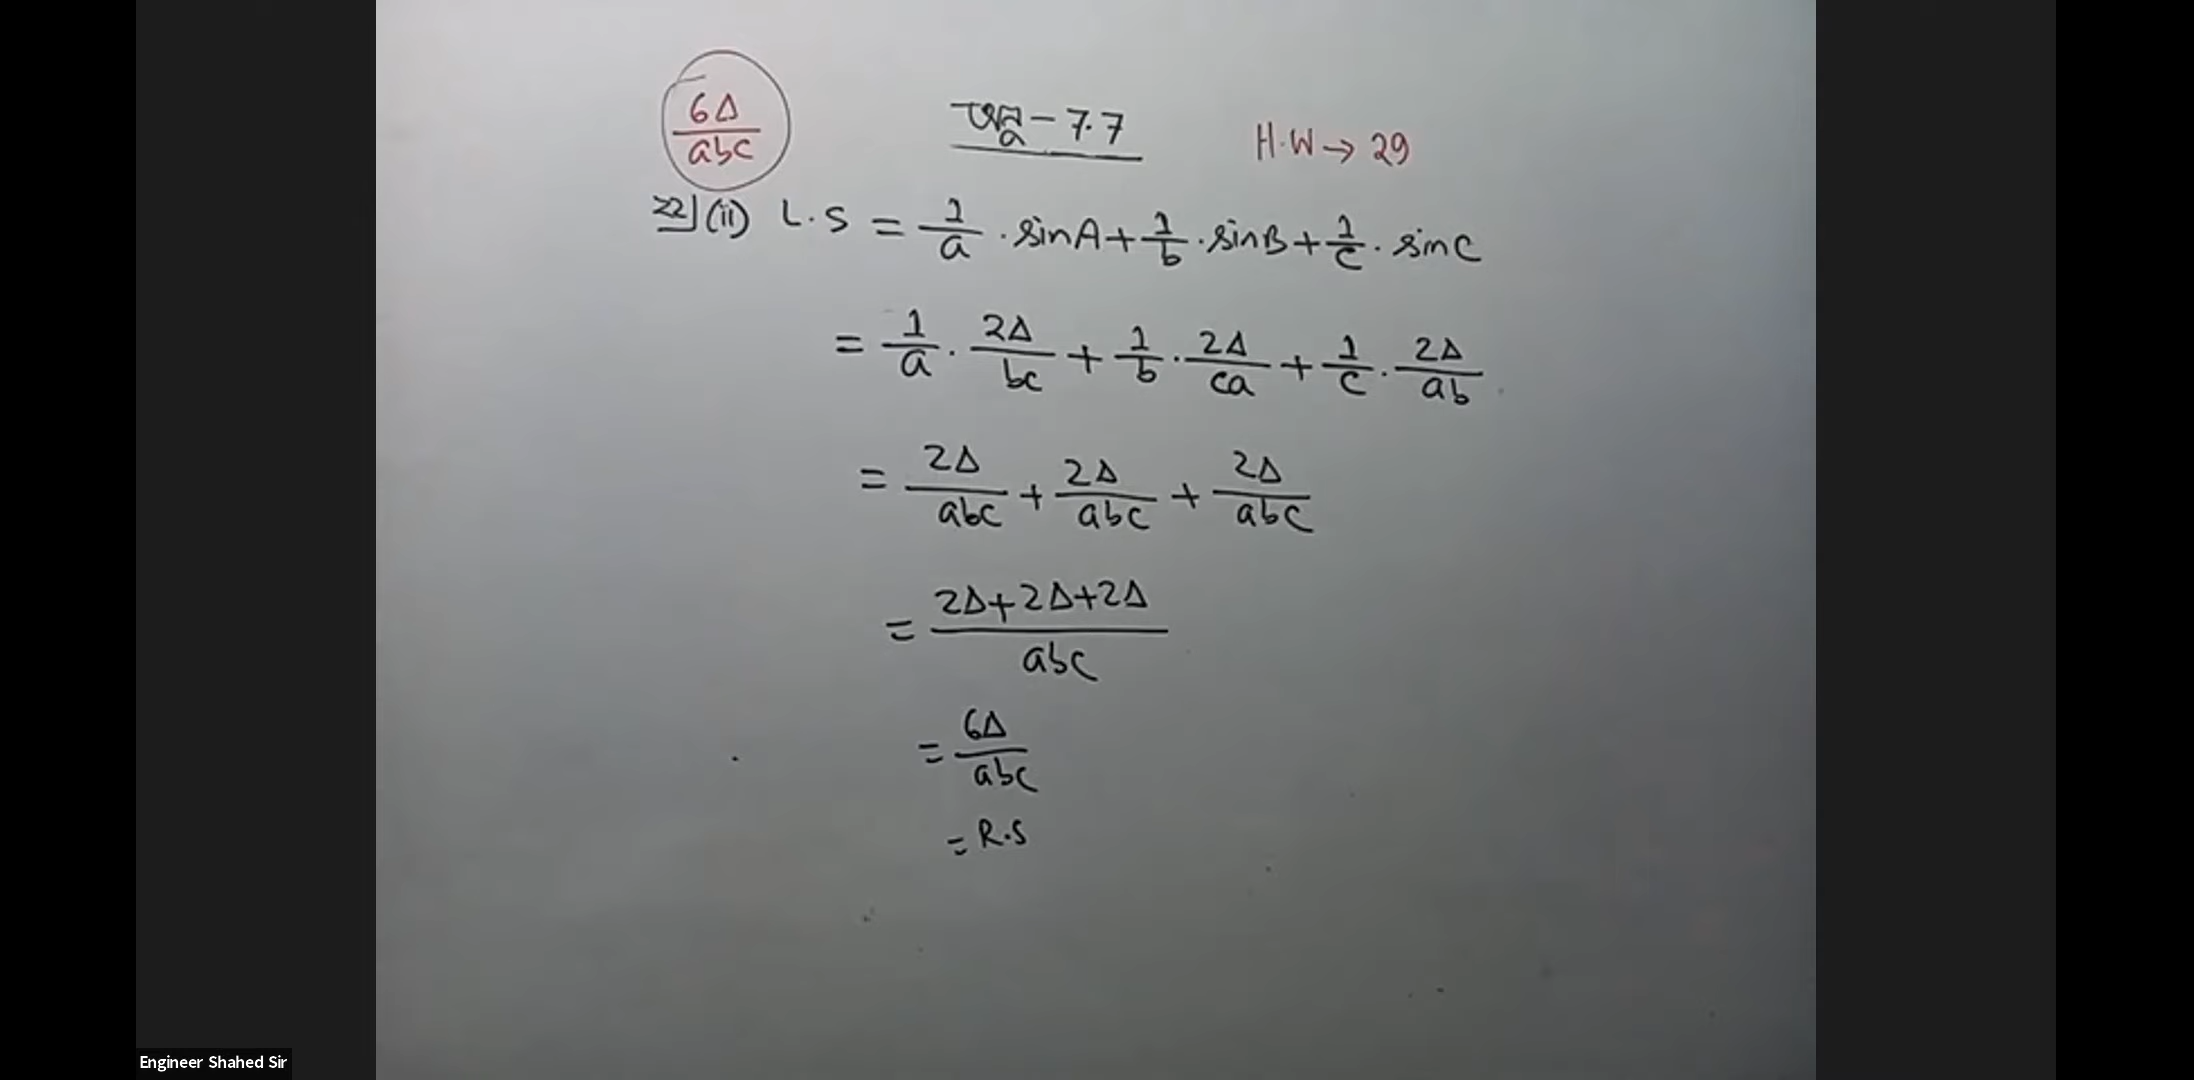 6Δ/abc
অনু - 7.7
H.W → 29
22|(ii) L.S = 1/a . sinA + 1/b . sinB + 1/c . sinC
= 1/a . 2Δ/bc + 1/b . 2Δ/ca + 1/c . 2Δ/ab
= 2Δ/abc + 2Δ/abc + 2Δ/abc
= 2Δ+2Δ+2Δ/abc
= 6Δ/abc
= R.S
Engineer Shahed Sir